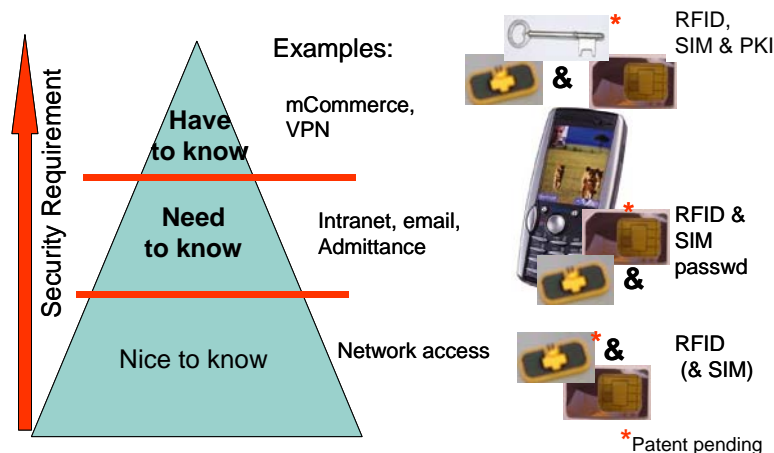 Security Requirement
Examples:
Have
to know
mCommerce,
VPN
*
&
RFID,
SIM & PKI
Need
to know
Intranet, email,
Admittance
*
&
RFID &
SIM
passwd
Nice to know
Network access
*
&
RFID
(& SIM)
*Patent pending